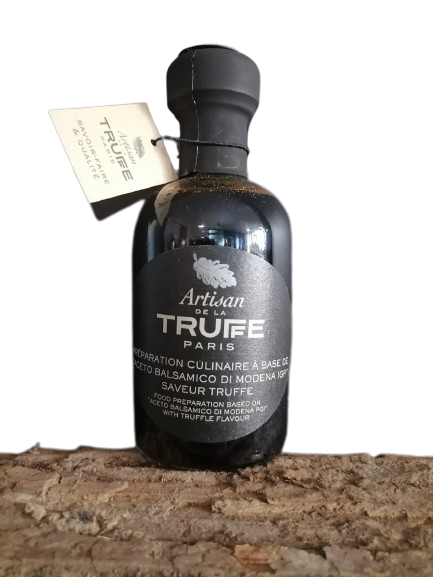 Artisan
TRUFFE
PARIS
SAVOIR-FAIRE
& QUALITÉ
Artisan
DE LA
TRUFFE
PARIS
PRÉPARATION CULINAIRE À BASE DE
"ACETO BALSAMICO DI MODENA IGP"
SAVEUR TRUFFE
FOOD PREPARATION BASED ON
"ACETO BALSAMICO DI MODENA PGI"
WITH TRUFFLE FLAVOUR